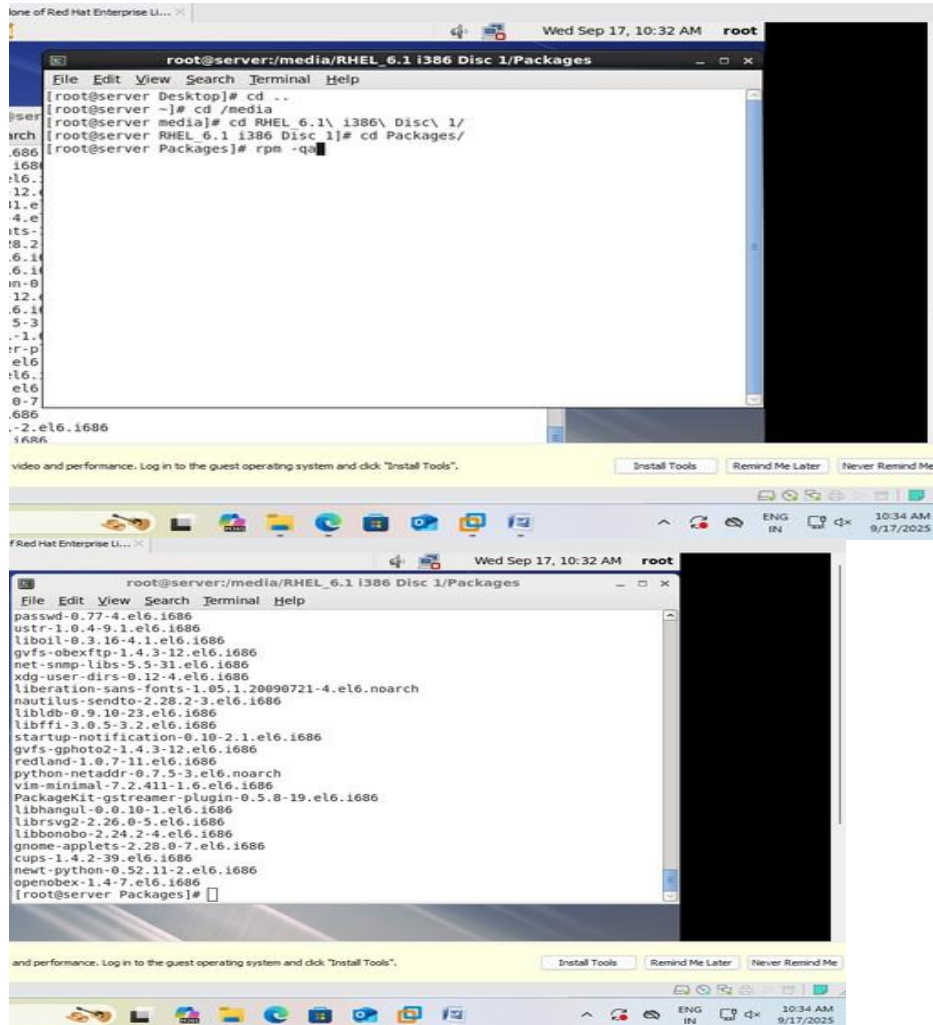 lone of Red Hat Enterprise Li...
Wed Sep 17, 10:32 AM root
root@server:/media/RHEL_6.1 i386 Disc 1/Packages
File Edit View Search Terminal Help
[root@server Desktop]# cd ..
[root@server ~]# cd /media
[root@server media]# cd RHEL_6.1\ i386\ Disc\ 1/
[root@server RHEL_6.1 i386 Disc 1]# cd Packages/
[root@server Packages]# rpm -qa
.686
-2.el6.i686
i686
video and performance. Log in to the guest operating system and click "Install Tools".
Install Tools Remind Me Later Never Remind Me
ENG
IN
10:34 AM
9/17/2025
f Red Hat Enterprise Li...
Wed Sep 17, 10:32 AM root
root@server:/media/RHEL_6.1 i386 Disc 1/Packages
File Edit View Search Terminal Help
passwd-0.77-4.el6.i686
ustr-1.0.4-9.1.el6.i686
liboil-0.3.16-4.1.el6.i686
gvfs-obexftp-1.4.3-12.el6.i686
net-snmp-libs-5.5-31.el6.i686
xdg-user-dirs-0.12-4.el6.i686
liberation-sans-fonts-1.05.1.20090721-4.el6.noarch
nautilus-sendto-2.28.2-3.el6.i686
libldb-0.9.10-23.el6.i686
libffi-3.0.5-3.2.el6.i686
startup-notification-0.10-2.1.el6.i686
gvfs-gphoto2-1.4.3-12.el6.i686
redland-1.0.7-11.el6.i686
python-netaddr-0.7.5-3.el6.noarch
vim-minimal-7.2.411-1.6.el6.i686
PackageKit-gstreamer-plugin-0.5.8-19.el6.i686
libhangul-0.0.10-1.el6.i686
librsvg2-2.26.0-5.el6.i686
libbonobo-2.24.2-4.el6.i686
gnome-applets-2.28.0-7.el6.i686
cups-1.4.2-39.el6.i686
newt-python-0.52.11-2.el6.i686
openobex-1.4-7.el6.i686
[root@server Packages]#
and performance. Log in to the guest operating system and click "Install Tools".
Install Tools Remind Me Later Never Remind Me
ENG
IN
10:34 AM
9/17/2025